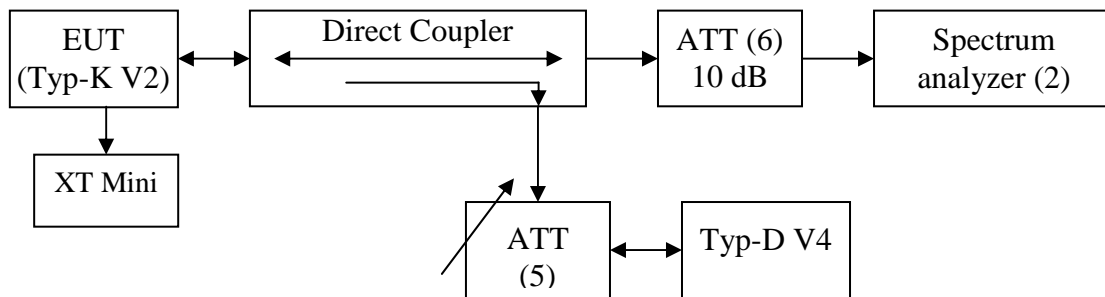 EUT
(Typ-K V2)
Direct Coupler
ATT (6)
10 dB
Spectrum
analyzer (2)
XT Mini
ATT
(5)
Typ-D V4